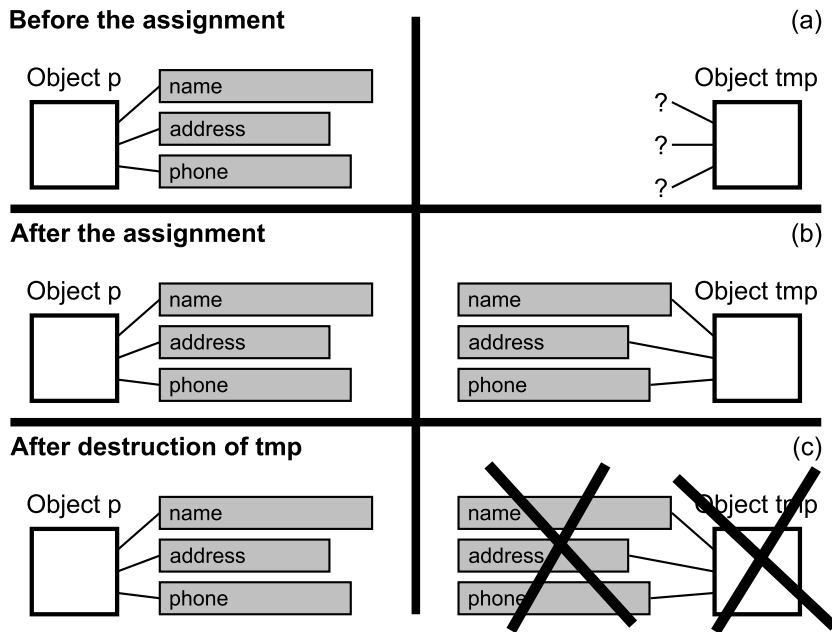 Before the assignment
(a)
Object p
name
address
phone
Object tmp
?
?
?
After the assignment
(b)
Object p
name
address
phone
name
address
phone
Object tmp
After destruction of tmp
(c)
Object p
name
address
phone
name
address
phone
Object tmp